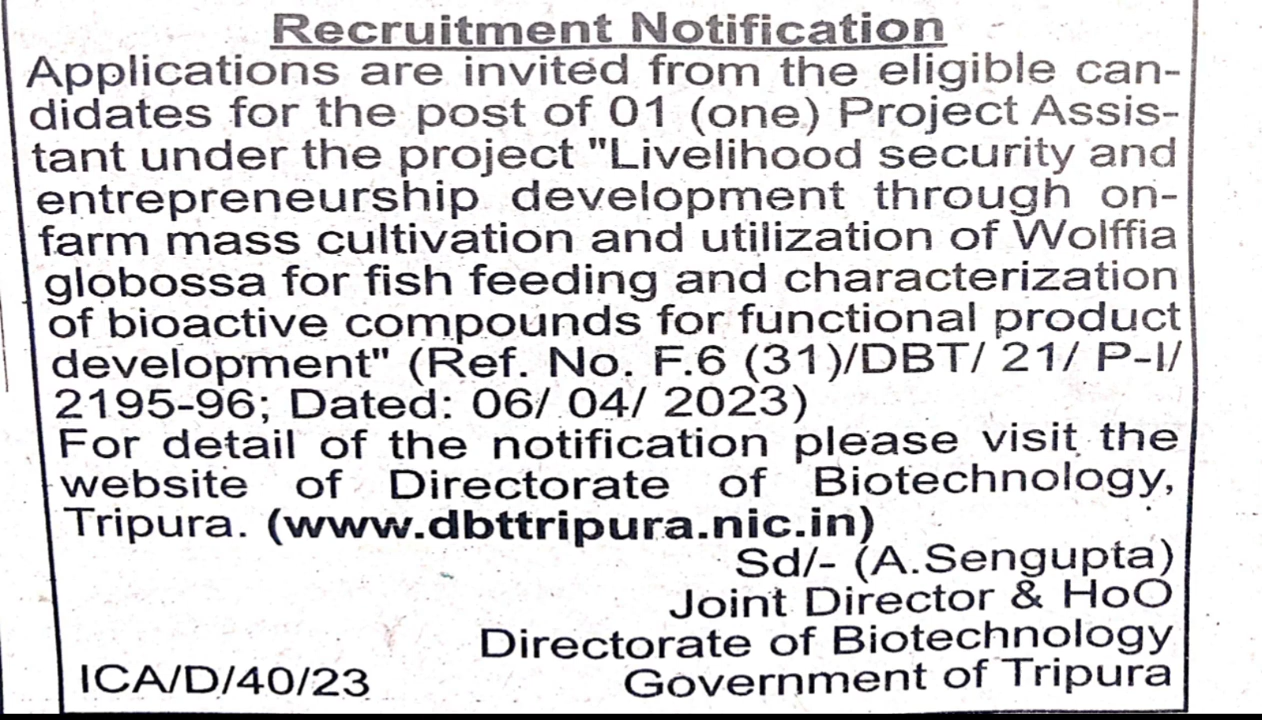 Recruitment Notification
Applications are invited from the eligible can-
didates for the post of 01 (one) Project Assis-
tant under the project "Livelihood security and
entrepreneurship development through on-
farm mass cultivation and utilization of Wolffia
globossa for fish feeding and characterization
of bioactive compounds for functional product
development" (Ref. No. F.6 (31)/DBT/ 21/ P-I/
2195-96; Dated: 06/ 04/ 2023)
For detail of the notification please visit the
website of Directorate of Biotechnology,
Tripura. (www.dbttripura.nic.in)
Sd/- (A.Sengupta)
Joint Director & HoO
Directorate of Biotechnology
ICA/D/40/23 Government of Tripura